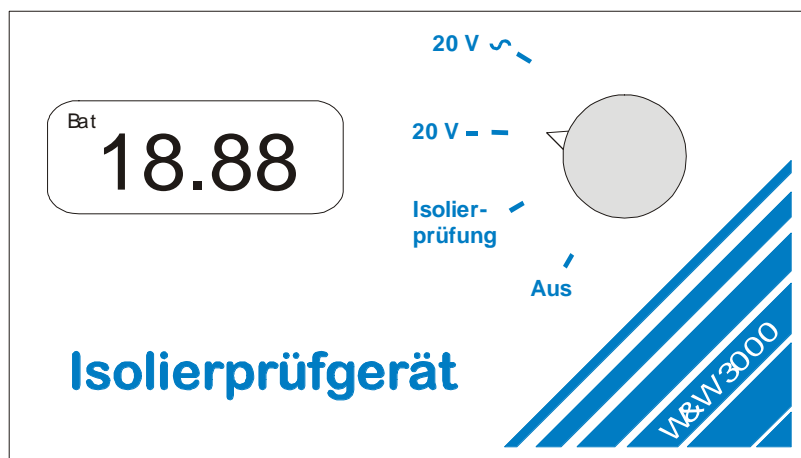 20 V ∿
Bat
18.88
20 V –
Isolier-
prüfung
Aus
Isolierprüfgerät
W&W3000